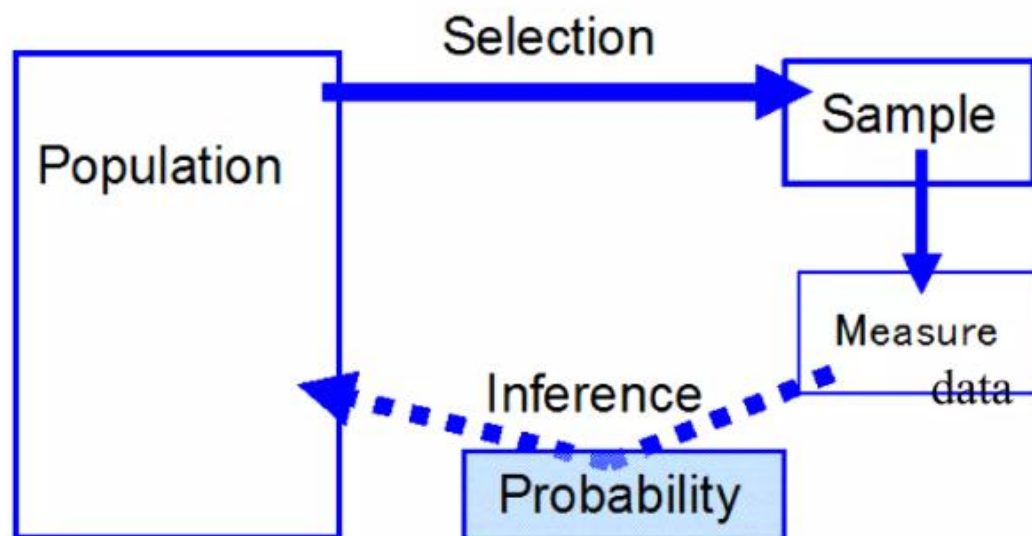 Selection
Population
Sample
Measure
data
Inference
Probability